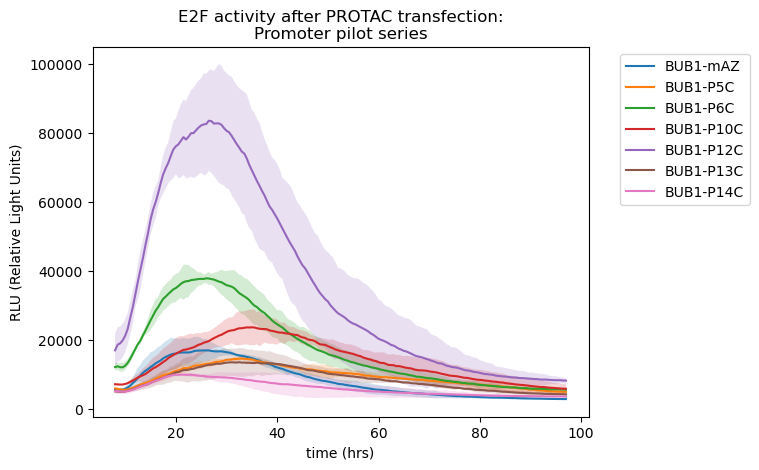 E2F activity after PROTAC transfection:
Promoter pilot series
RLU (Relative Light Units)
100000
80000
60000
40000
20000
0
20
40
60
80
100
time (hrs)
BUB1-mAZ
BUB1-P5C
BUB1-P6C
BUB1-P10C
BUB1-P12C
BUB1-P13C
BUB1-P14C